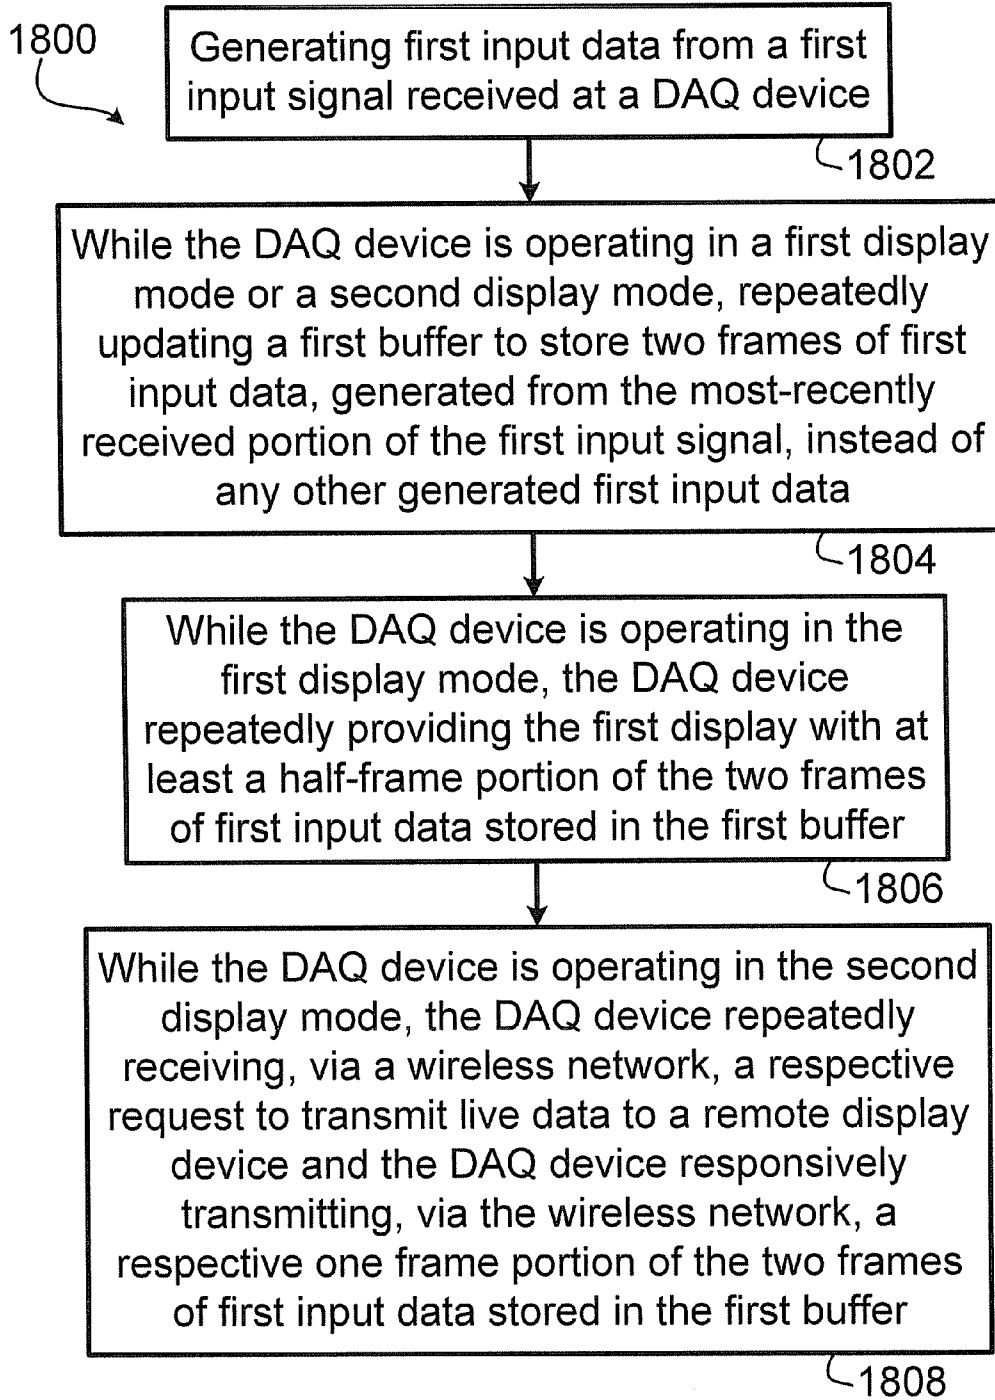 1800
Generating first input data from a first
input signal received at a DAQ device
1802
While the DAQ device is operating in a first display
mode or a second display mode, repeatedly
updating a first buffer to store two frames of first
input data, generated from the most-recently
received portion of the first input signal, instead of
any other generated first input data
1804
While the DAQ device is operating in the
first display mode, the DAQ device
repeatedly providing the first display with at
least a half-frame portion of the two frames
of first input data stored in the first buffer
1806
While the DAQ device is operating in the second
display mode, the DAQ device repeatedly
receiving, via a wireless network, a respective
request to transmit live data to a remote display
device and the DAQ device responsively
transmitting, via the wireless network, a
respective one frame portion of the two frames
of first input data stored in the first buffer
1808